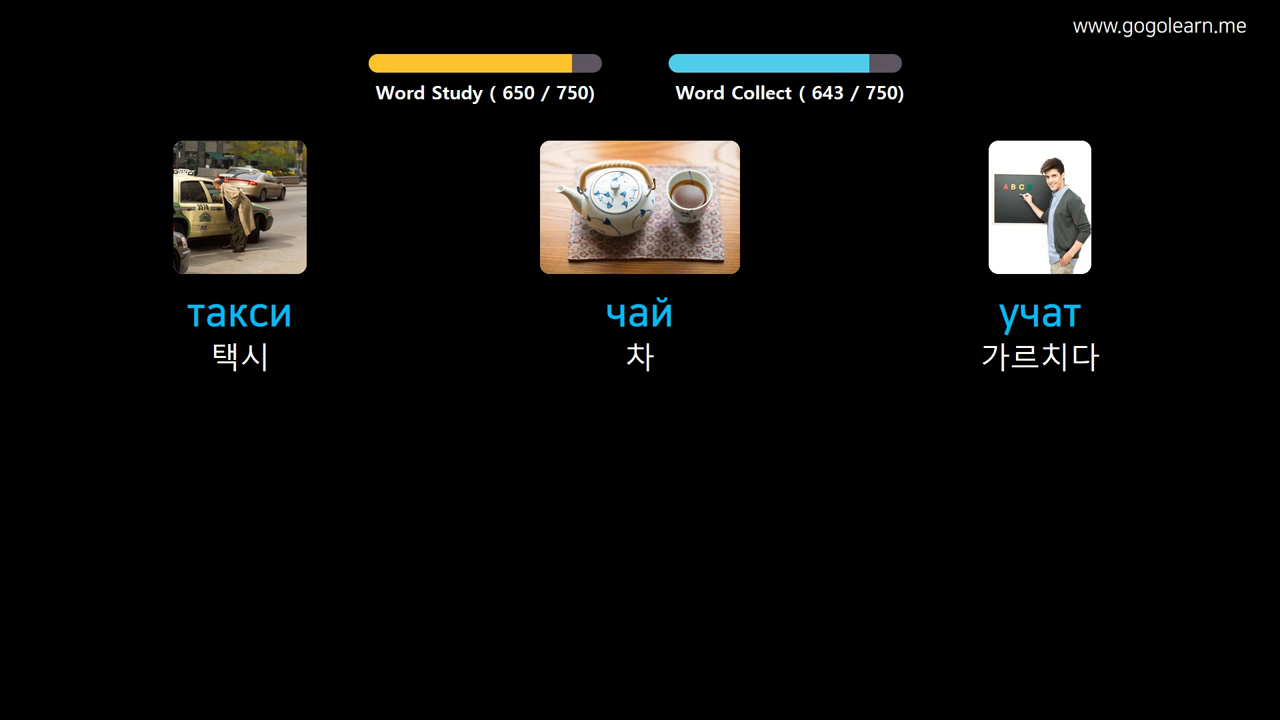 www.gogolearn.me
Word Study ( 650 / 750)
Word Collect ( 643 / 750)
такси
택시
чай
차
A B C
учат
가르치다